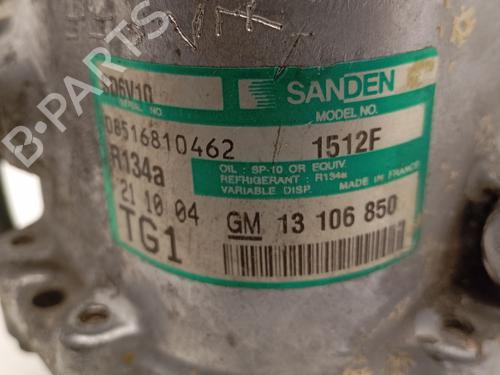 SD6V10
SERIAL NO.
SANDEN
MODEL NO.
08516810462
1512F
R134a
OIL : SP-10 OR EQUIV.
REFRIGERANT : R134a
VARIABLE DISP. MADE IN FRANCE
21 10 04
TG1
GM 13 106 850